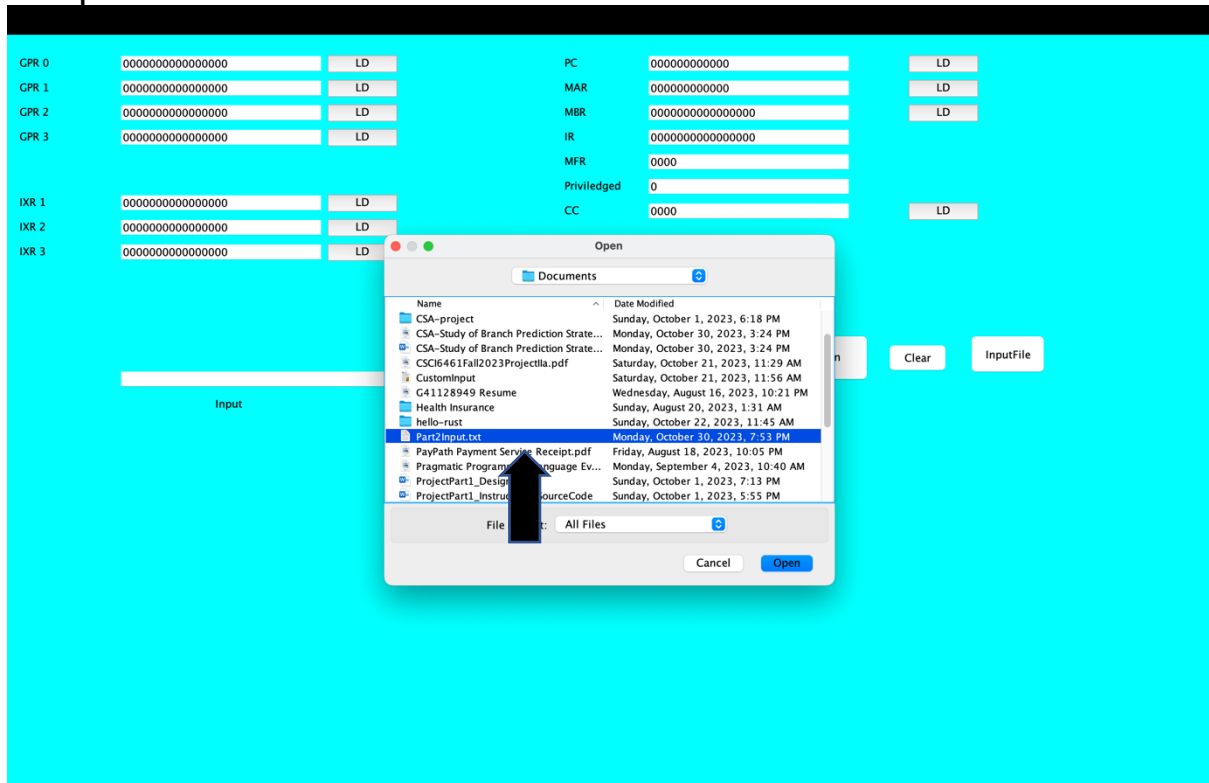 GPR 0 0000000000000000 LD PC 000000000000 LD
GPR 1 0000000000000000 LD MAR 000000000000 LD
GPR 2 0000000000000000 LD MBR 0000000000000000 LD
GPR 3 0000000000000000 LD IR 0000000000000000
MFR 0000
Priviledged 0
IXR 1 0000000000000000 LD
CC 0000 LD
IXR 2 0000000000000000 LD
IXR 3 0000000000000000 LD
Open
Documents
Name Date Modified
CSA-project Sunday, October 1, 2023, 6:18 PM
CSA-Study of Branch Prediction Strate... Monday, October 30, 2023, 3:24 PM
CSA-Study of Branch Prediction Strate... Monday, October 30, 2023, 3:24 PM
CSCI6461Fall2023ProjectIIa.pdf Saturday, October 21, 2023, 11:29 AM
CustomInput Saturday, October 21, 2023, 11:56 AM
G41128949 Resume Wednesday, August 16, 2023, 10:21 PM
Health Insurance Sunday, August 20, 2023, 1:31 AM
hello-rust Sunday, October 22, 2023, 11:45 AM
Part2Input.txt Monday, October 30, 2023, 7:53 PM
PayPath Payment Service Receipt.pdf Friday, August 18, 2023, 10:05 PM
Pragmatic Program nguage Ev... Monday, September 4, 2023, 10:40 AM
ProjectPart1_Desig Sunday, October 1, 2023, 7:13 PM
ProjectPart1_Instru ourceCode Sunday, October 1, 2023, 5:55 PM
n Clear InputFile
Input
File t: All Files
Cancel Open